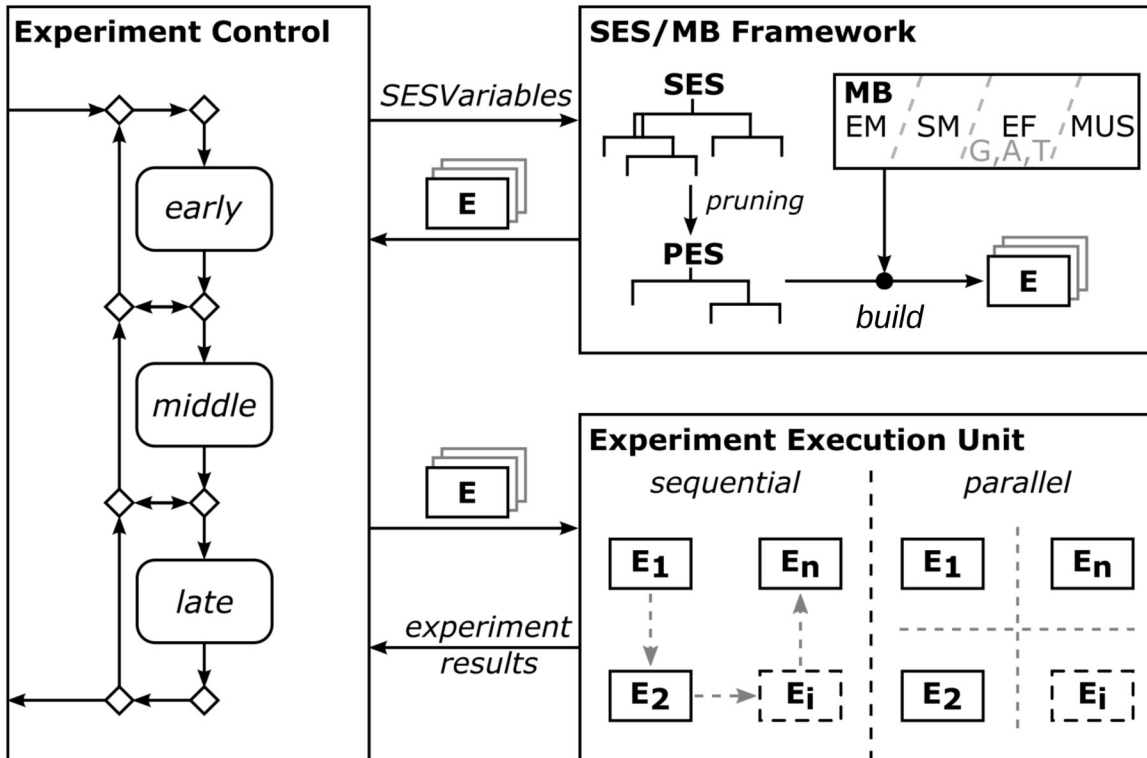 Experiment Control
early
middle
late
SESVariables
E
E
experiment
results
SES/MB Framework
SES
pruning
PES
MB
EM SM EF MUS
G,A,T
build
E
Experiment Execution Unit
sequential
parallel
E1 En
E2 Ei
E1 En
E2 Ei